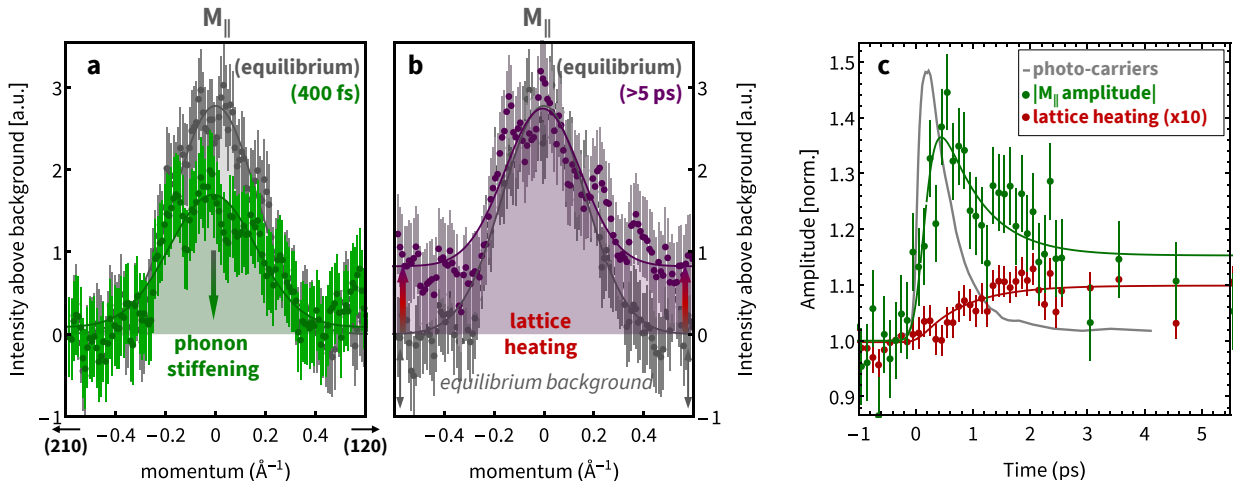 M∥
a
(equilibrium)
(400 fs)
Intensity above background [a.u.]
3
2
1
0
−1
phonon
stiffening
−0.4
−0.2
0
0.2
0.4
(210)
(120)
momentum (Å⁻¹)
M∥
b
(equilibrium)
(>5 ps)
lattice
heating
equilibrium background
−0.4
−0.2
0
0.2
0.4
momentum (Å⁻¹)
3
2
1
0
−1
Intensity above background [a.u.]
c
photo-carriers
|M∥ amplitude|
lattice heating (x10)
Amplitude [norm.]
1.5
1.4
1.3
1.2
1.1
1.0
0.9
−1
0
1
2
3
4
5
Time (ps)